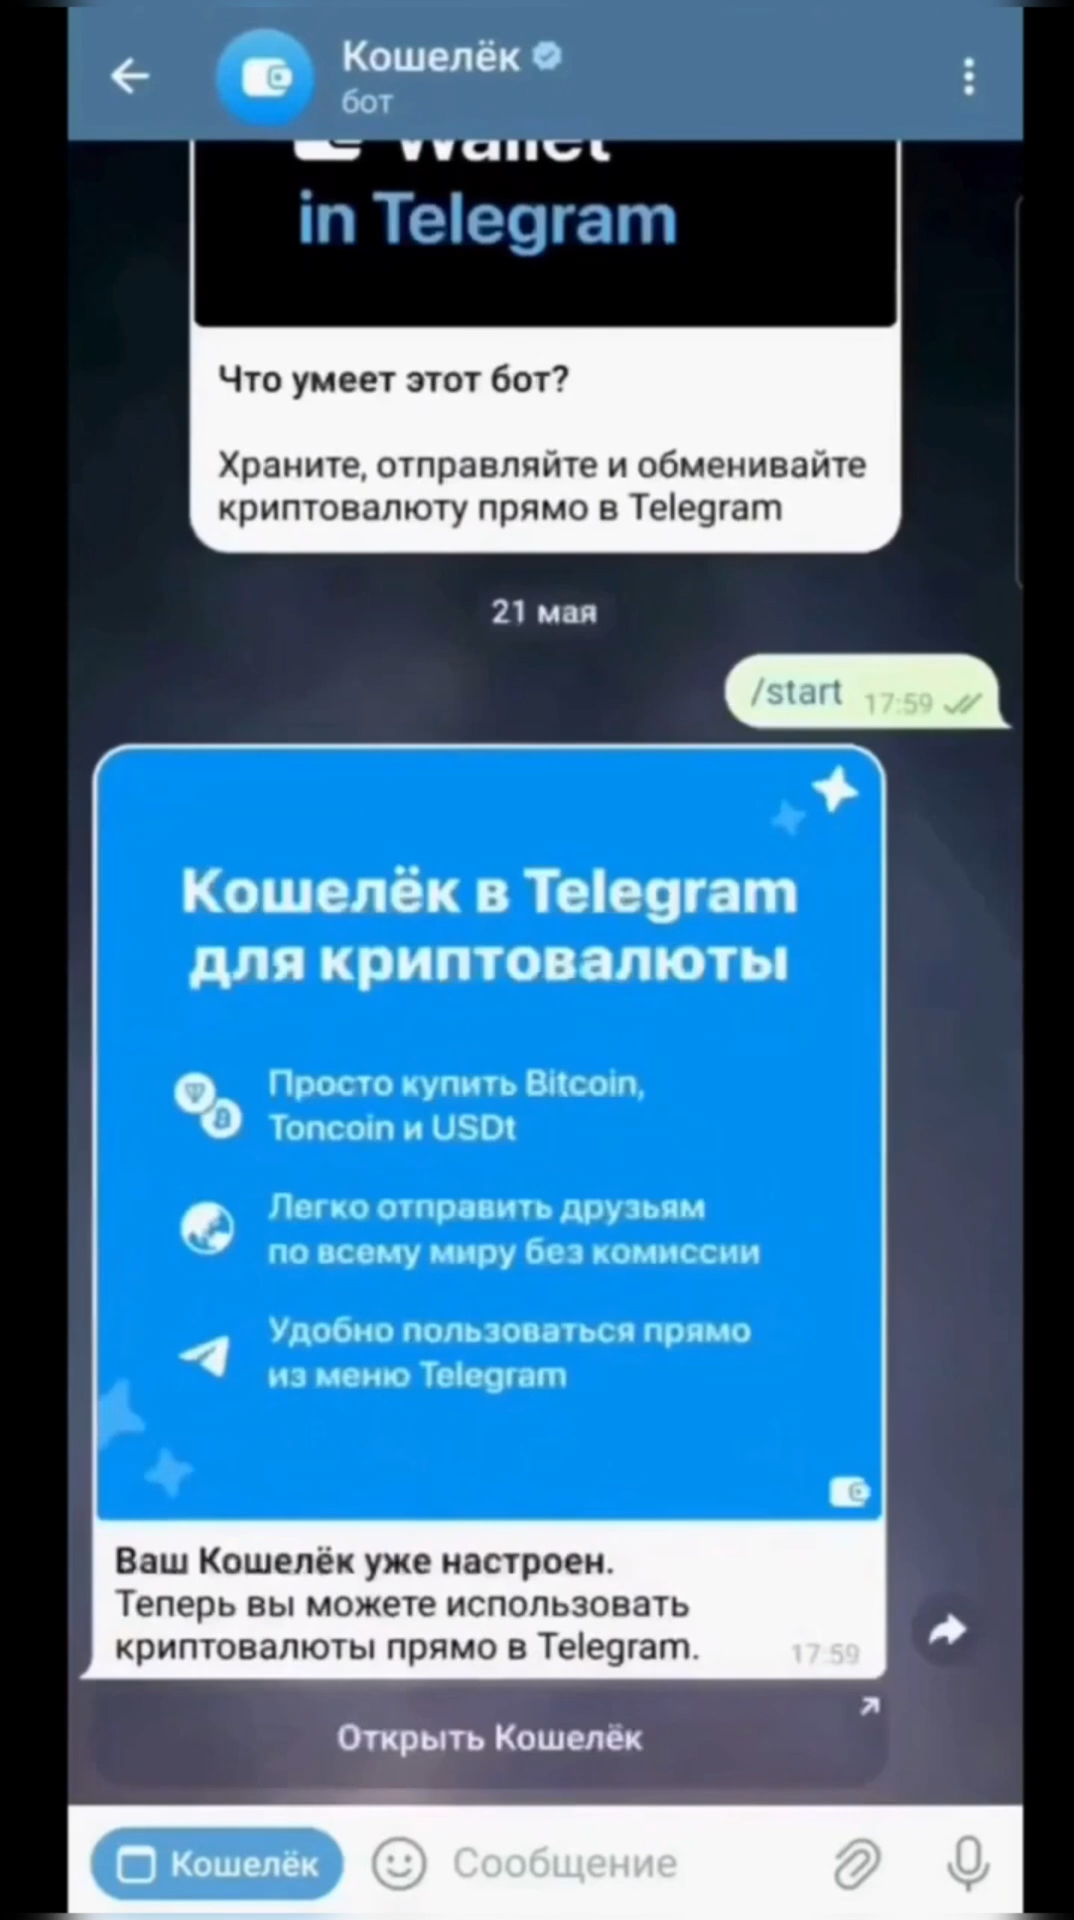 Кошелёк
бот
Wallet
in Telegram
Что умеет этот бот?
Храните, отправляйте и обменивайте
криптовалюту прямо в Telegram
21 мая
/start 17:59
Кошелёк в Telegram
для криптовалюты
Просто купить Bitcoin,
Toncoin и USDt
Легко отправить друзьям
по всему миру без комиссии
Удобно пользоваться прямо
из меню Telegram
Ваш Кошелёк уже настроен.
Теперь вы можете использовать
криптовалюты прямо в Telegram. 17:59
Открыть Кошелёк
Кошелёк Сообщение